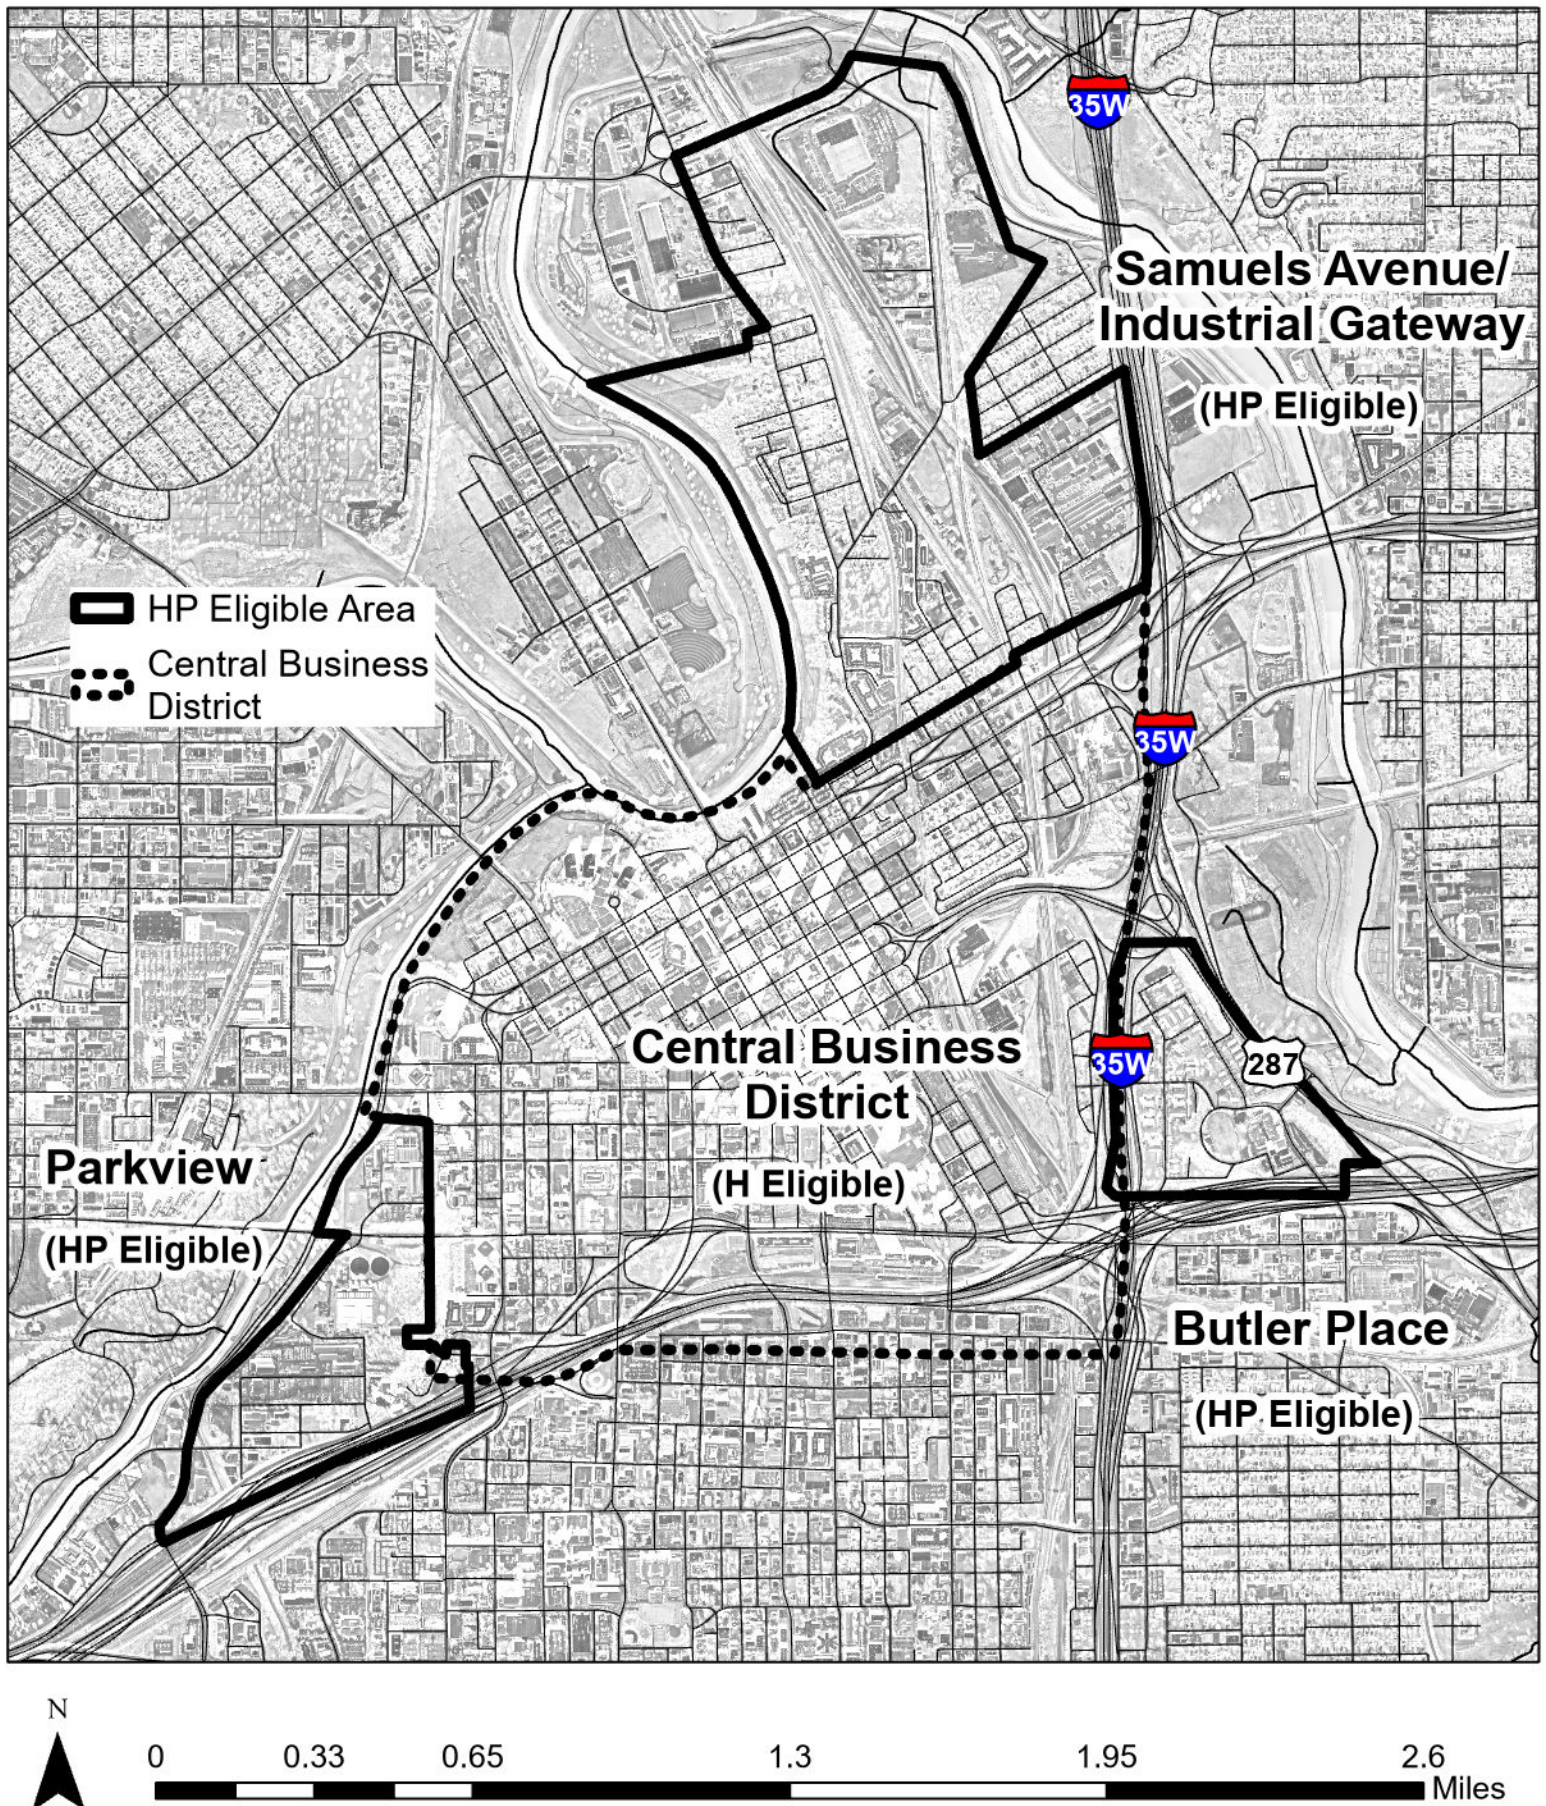 35W
Samuels Avenue/
Industrial Gateway
(HP Eligible)
HP Eligible Area
Central Business
District
35W
Central Business
District
(H Eligible)
35W
287
Parkview
(HP Eligible)
Butler Place
(HP Eligible)
N
0 0.33 0.65 1.3 1.95 2.6
Miles